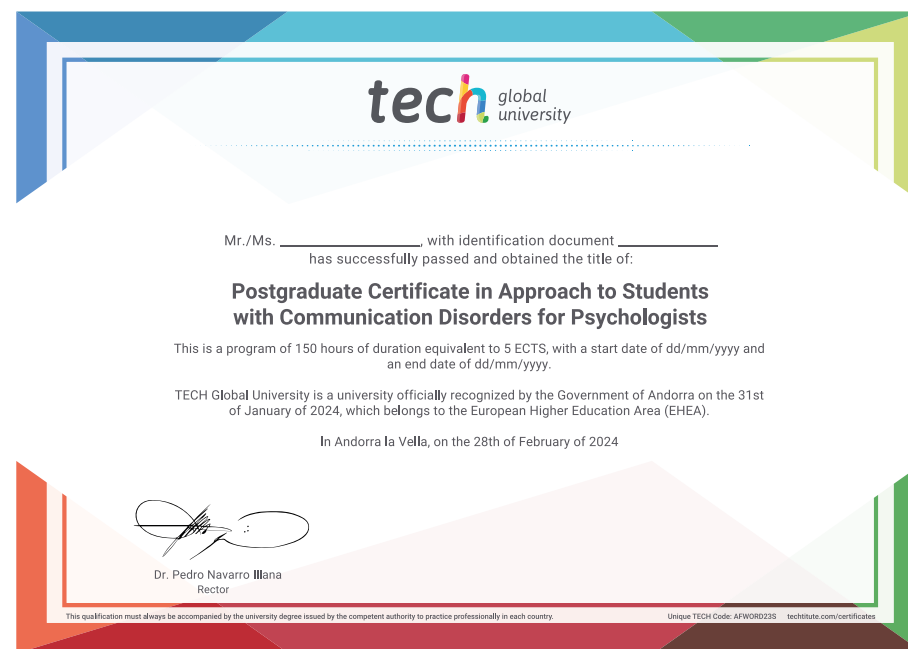 tech global
university
Mr./Ms. ____________, with identification document ____________
has successfully passed and obtained the title of:
Postgraduate Certificate in Approach to Students
with Communication Disorders for Psychologists
This is a program of 150 hours of duration equivalent to 5 ECTS, with a start date of dd/mm/yyyy and
an end date of dd/mm/yyyy.
TECH Global University is a university officially recognized by the Government of Andorra on the 31st
of January of 2024, which belongs to the European Higher Education Area (EHEA).
In Andorra la Vella, on the 28th of February of 2024
Dr. Pedro Navarro Illana
Rector
This qualification must always be accompanied by the university degree issued by the competent authority to practice professionally in each country.
Unique TECH Code: AFWORD23S techtitute.com/certificates